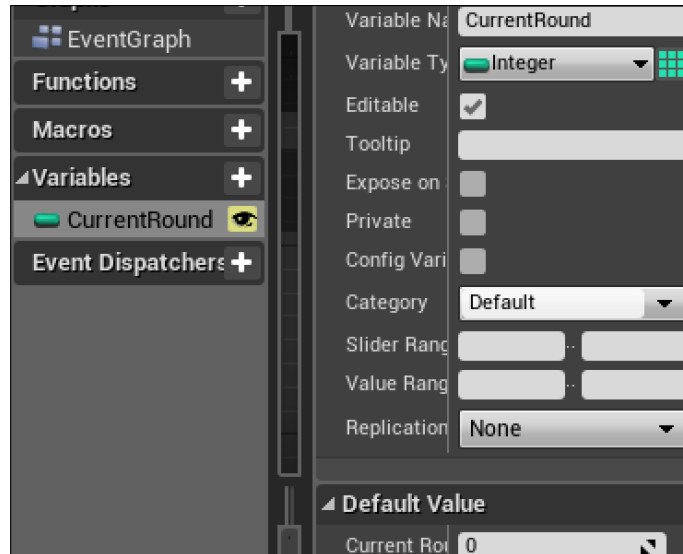 EventGraph
Functions
Macros
Variables
CurrentRound
Event Dispatchers
Variable Na
CurrentRound
Variable Ty
Integer
Editable
Tooltip
Expose on
Private
Config Vari
Category
Default
Slider Rang
..
Value Rang
..
Replication
None
Default Value
Current Rou
0